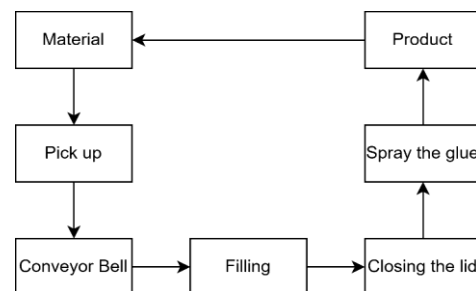 Material
Product
Pick up
Spray the glue
Conveyor Bell
Filling
Closing the lid